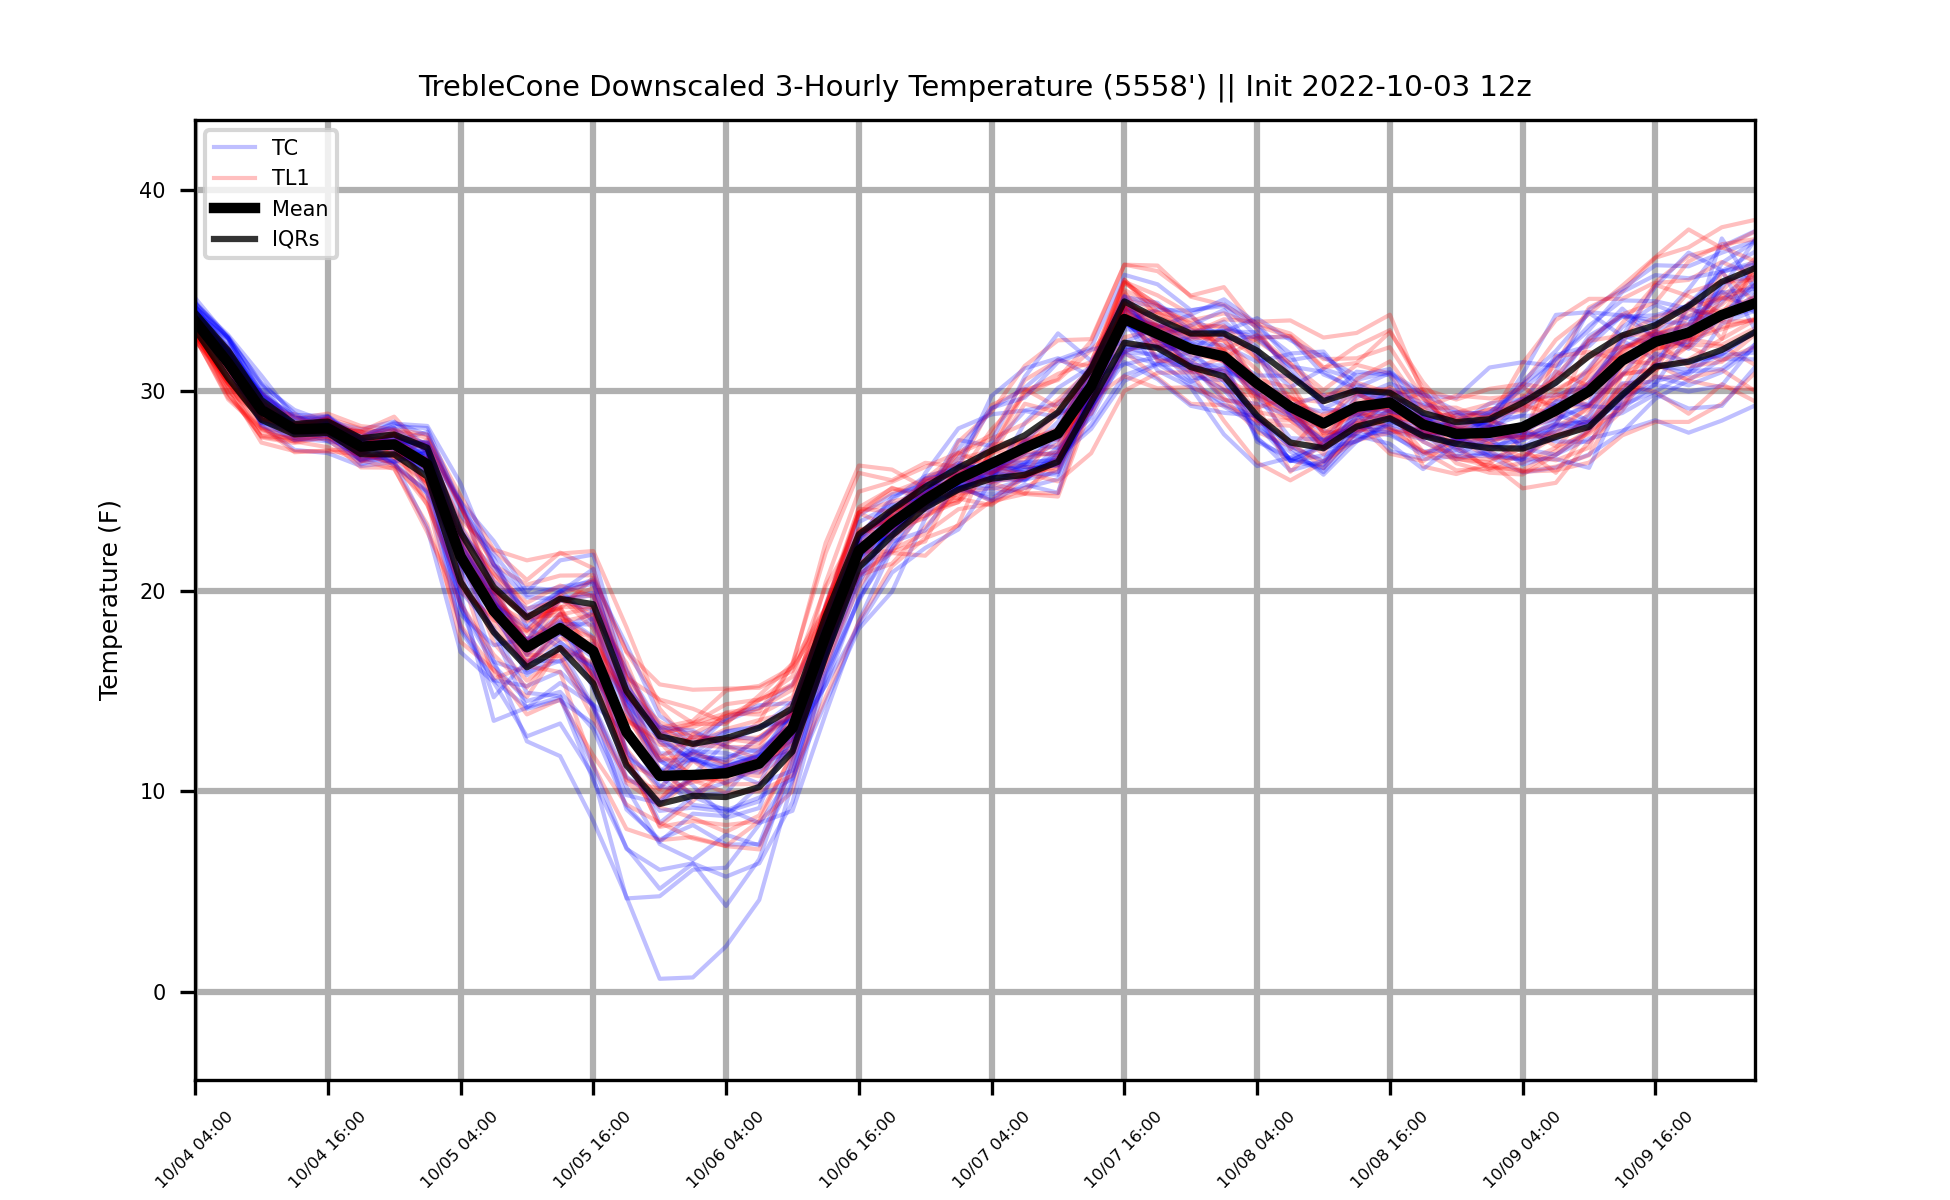 TrebleCone Downscaled 3-Hourly Temperature (5558') || Init 2022-10-03 12z
TC
TL1
Mean
IQRs
Temperature (F)
40
30
20
10
0
10/04 04:00
10/04 16:00
10/05 04:00
10/05 16:00
10/06 04:00
10/06 16:00
10/07 04:00
10/07 16:00
10/08 04:00
10/08 16:00
10/09 04:00
10/09 16:00